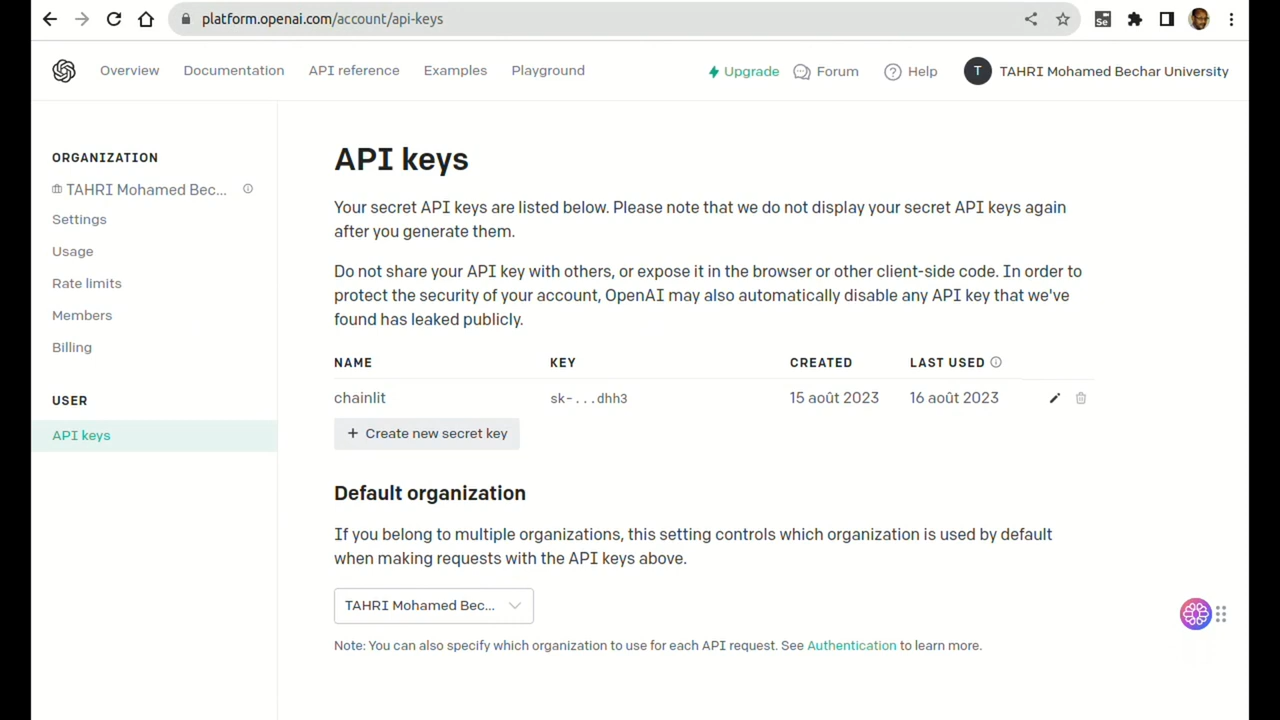 platform.openai.com/account/api-keys
Se
Overview Documentation API reference Examples Playground Upgrade Forum Help T TAHRI Mohamed Bechar University
ORGANIZATION
TAHRI Mohamed Bec...
Settings
Usage
Rate limits
Members
Billing
USER
API keys
API keys
Your secret API keys are listed below. Please note that we do not display your secret API keys again
after you generate them.
Do not share your API key with others, or expose it in the browser or other client-side code. In order to
protect the security of your account, OpenAI may also automatically disable any API key that we've
found has leaked publicly.
NAME KEY CREATED LAST USED
chainlit sk-...dhh3 15 août 2023 16 août 2023
+ Create new secret key
Default organization
If you belong to multiple organizations, this setting controls which organization is used by default
when making requests with the API keys above.
TAHRI Mohamed Bec...
Note: You can also specify which organization to use for each API request. See Authentication to learn more.